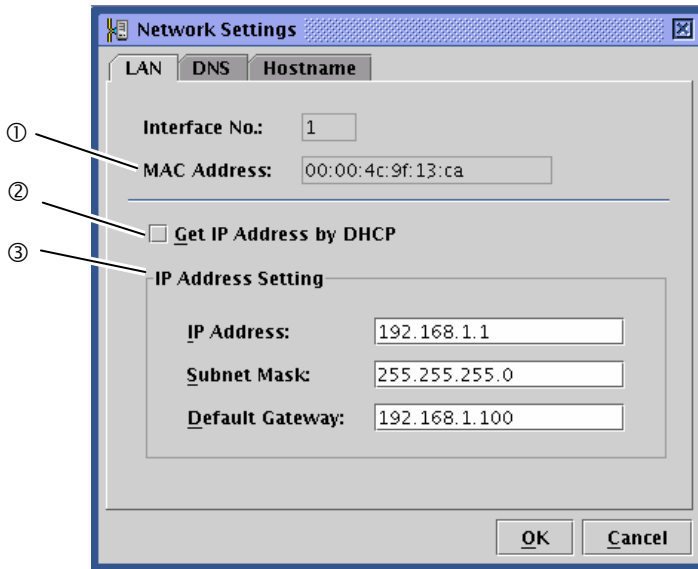 Network Settings
LAN DNS Hostname
Interface No.: 1
① MAC Address: 00:00:4c:9f:13:ca
② Get IP Address by DHCP
③ IP Address Setting
IP Address: 192.168.1.1
Subnet Mask: 255.255.255.0
Default Gateway: 192.168.1.100
OK Cancel